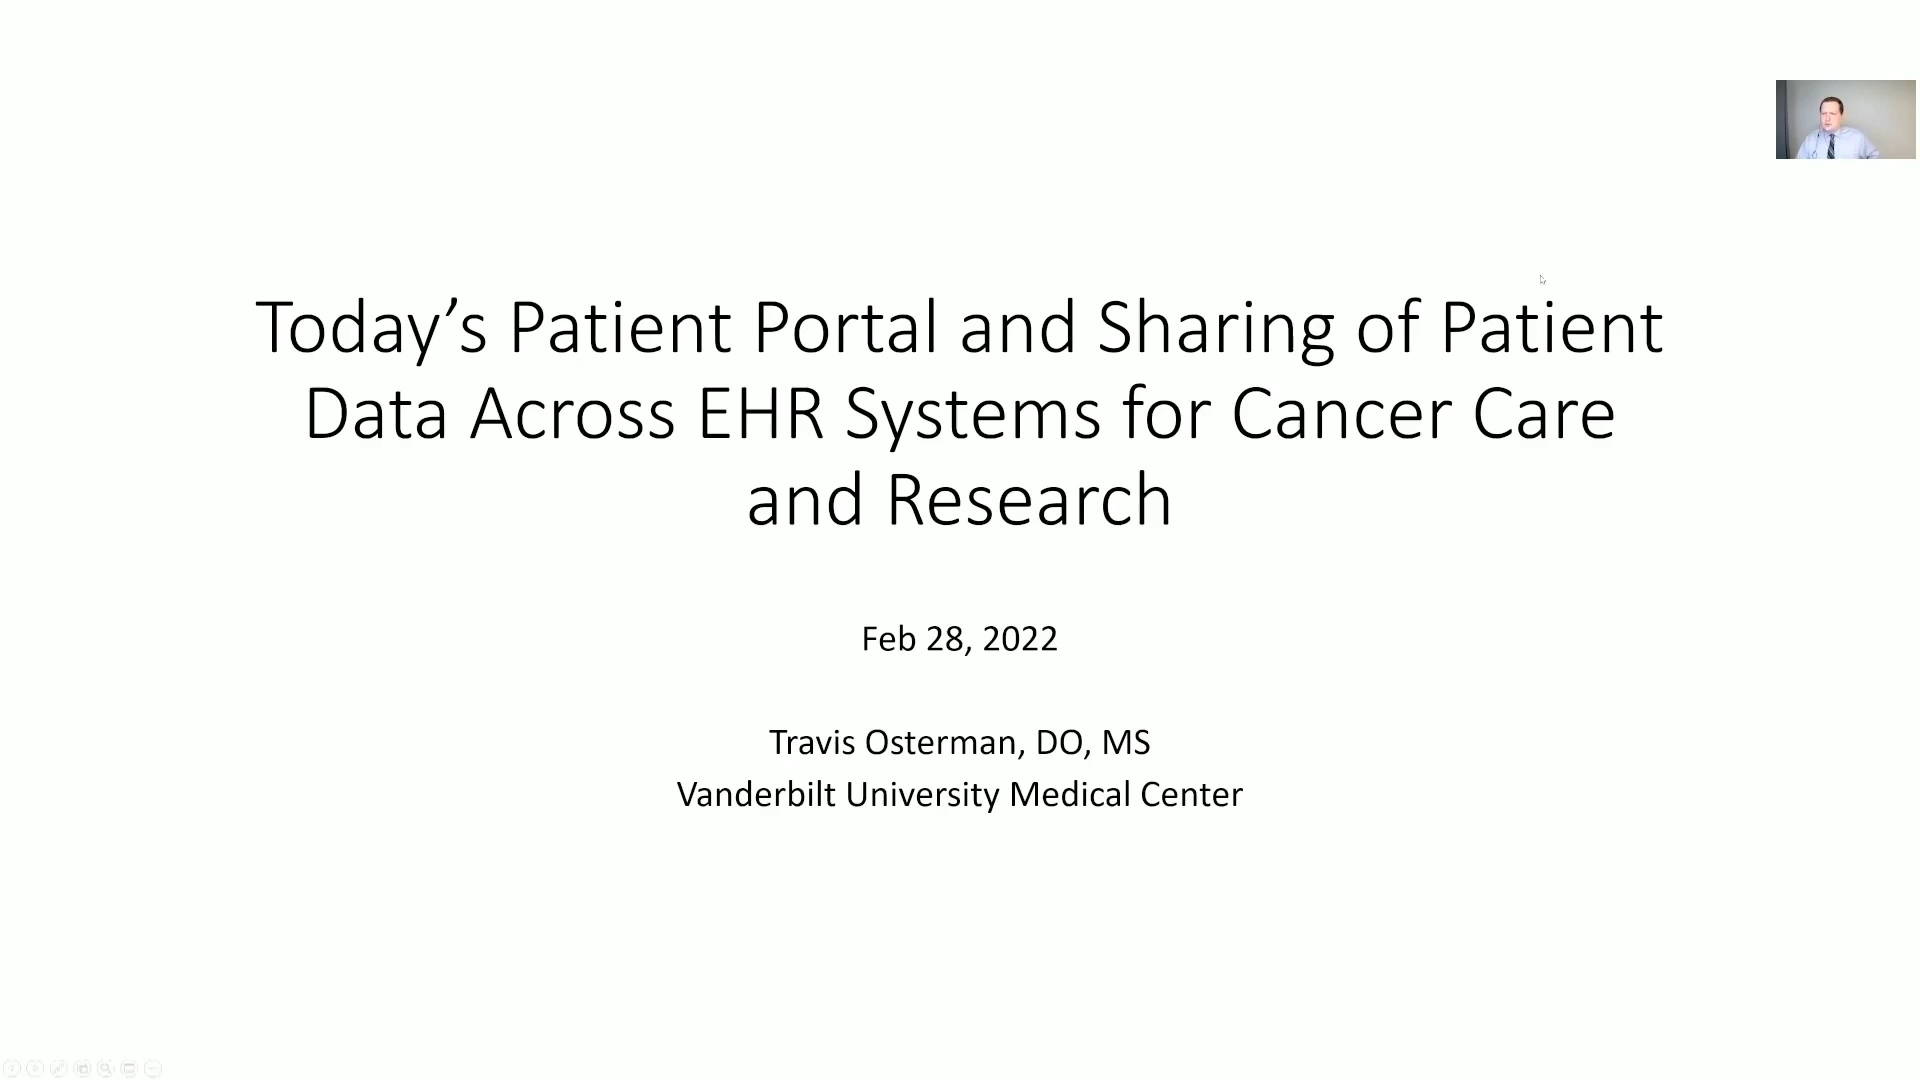 Today’s Patient Portal and Sharing of Patient
Data Across EHR Systems for Cancer Care
and Research
Feb 28, 2022
Travis Osterman, DO, MS
Vanderbilt University Medical Center